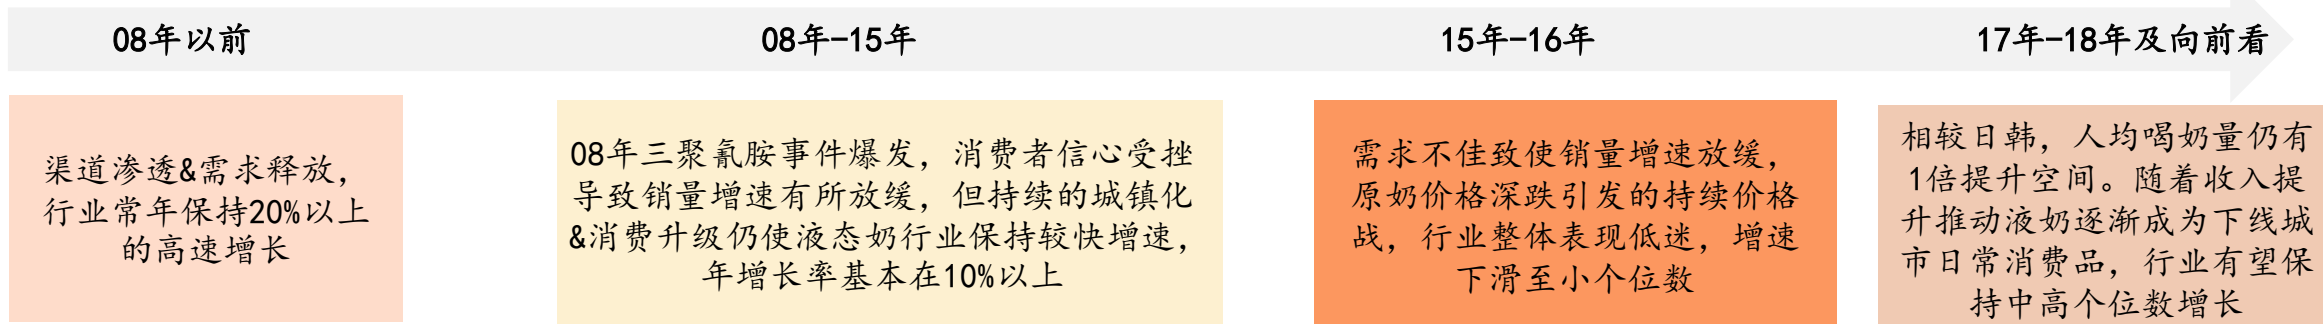 08年以前
08年-15年
15年-16年
17年-18年及向前看
渠道渗透&需求释放，
行业常年保持20%以上
的高速增长
08年三聚氰胺事件爆发，消费者信心受挫
导致销量增速有所放缓，但持续的城镇化
&消费升级仍使液态奶行业保持较快增速，
年增长率基本在10%以上
需求不佳致使销量增速放缓，
原奶价格深跌引发的持续价格
战，行业整体表现低迷，增速
下滑至小个位数
相较日韩，人均喝奶量仍有
1倍提升空间。随着收入提
升推动液奶逐渐成为下线城
市日常消费品，行业有望保
持中高个位数增长